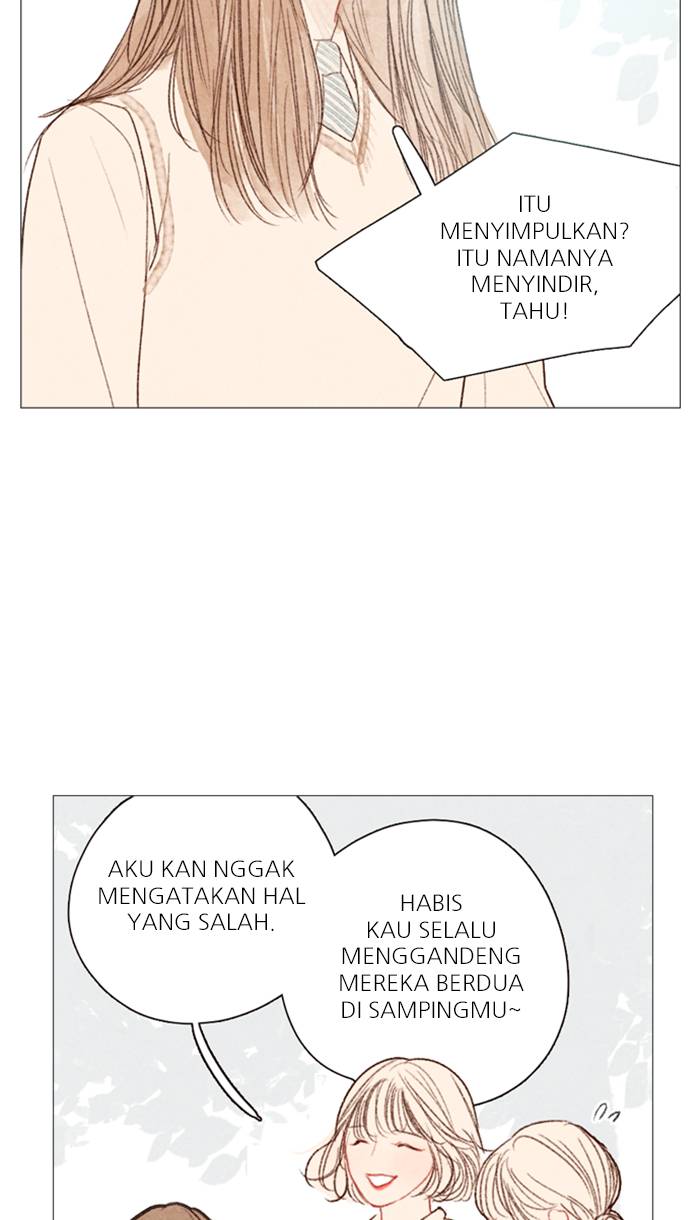 ITU
MENYIMPULKAN?
ITU NAMANYA
MENYINDIR,
TAHU!
AKU KAN NGGAK
MENGATAKAN HAL
YANG SALAH.
HABIS
KAU SELALU
MENGGANDENG
MEREKA BERDUA
DI SAMPINGMU~